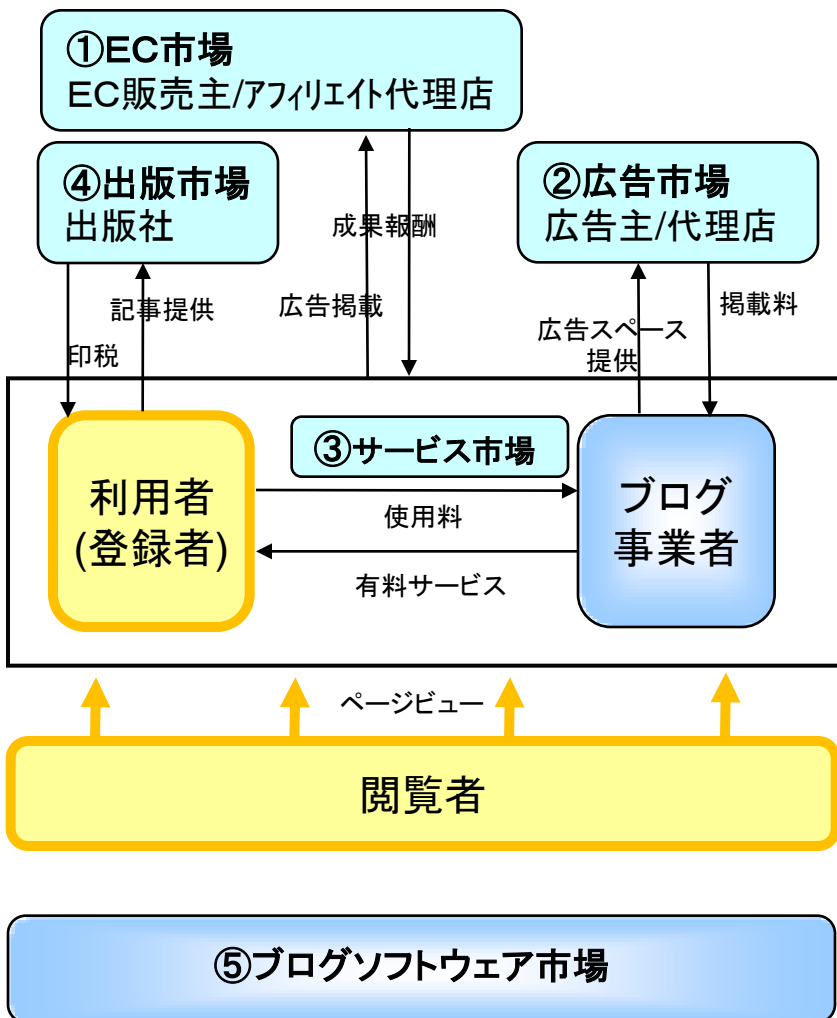 ①EC市場
EC販売主/アフィリエイト代理店
④出版市場
出版社
②広告市場
広告主/代理店
成果報酬
記事提供
広告掲載
掲載料
広告スペース
提供
印税
③サービス市場
利用者
(登録者)
使用料
有料サービス
ブログ
事業者
ページビュー
閲覧者
⑤ブログソフトウェア市場